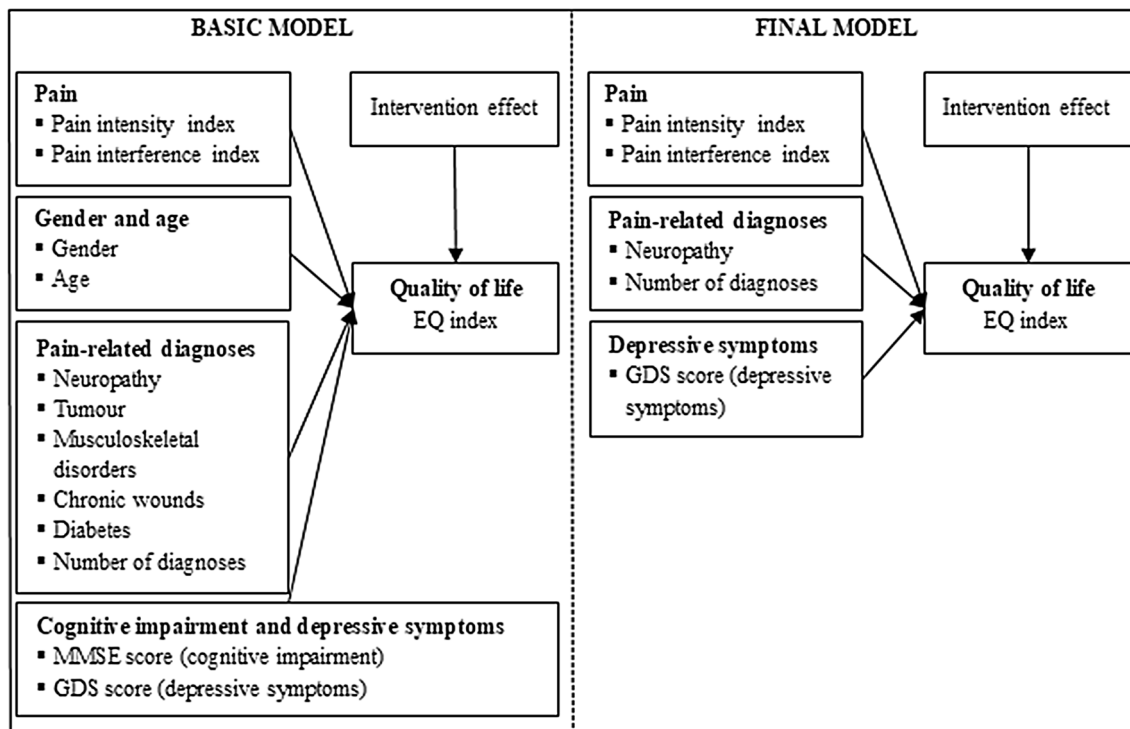 BASIC MODEL
Pain
▪ Pain intensity index
▪ Pain interference index
Intervention effect
Gender and age
▪ Gender
▪ Age
Quality of life
EQ index
Pain-related diagnoses
▪ Neuropathy
▪ Tumour
▪ Musculoskeletal
disorders
▪ Chronic wounds
▪ Diabetes
▪ Number of diagnoses
Cognitive impairment and depressive symptoms
▪ MMSE score (cognitive impairment)
▪ GDS score (depressive symptoms)
FINAL MODEL
Pain
▪ Pain intensity index
▪ Pain interference index
Intervention effect
Pain-related diagnoses
▪ Neuropathy
▪ Number of diagnoses
Quality of life
EQ index
Depressive symptoms
▪ GDS score (depressive
symptoms)